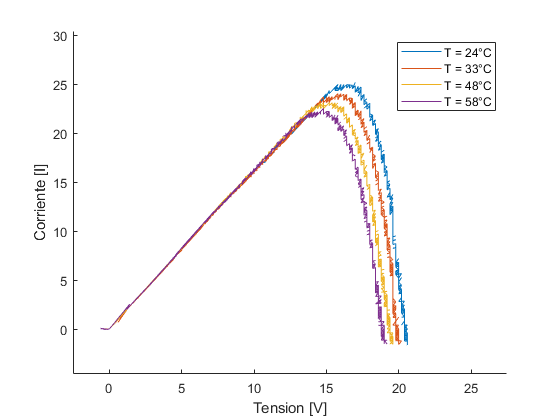 30
25
20
15
10
5
0
Corriente [I]
T = 24°C
T = 33°C
T = 48°C
T = 58°C
0 5 10 15 20 25
Tension [V]